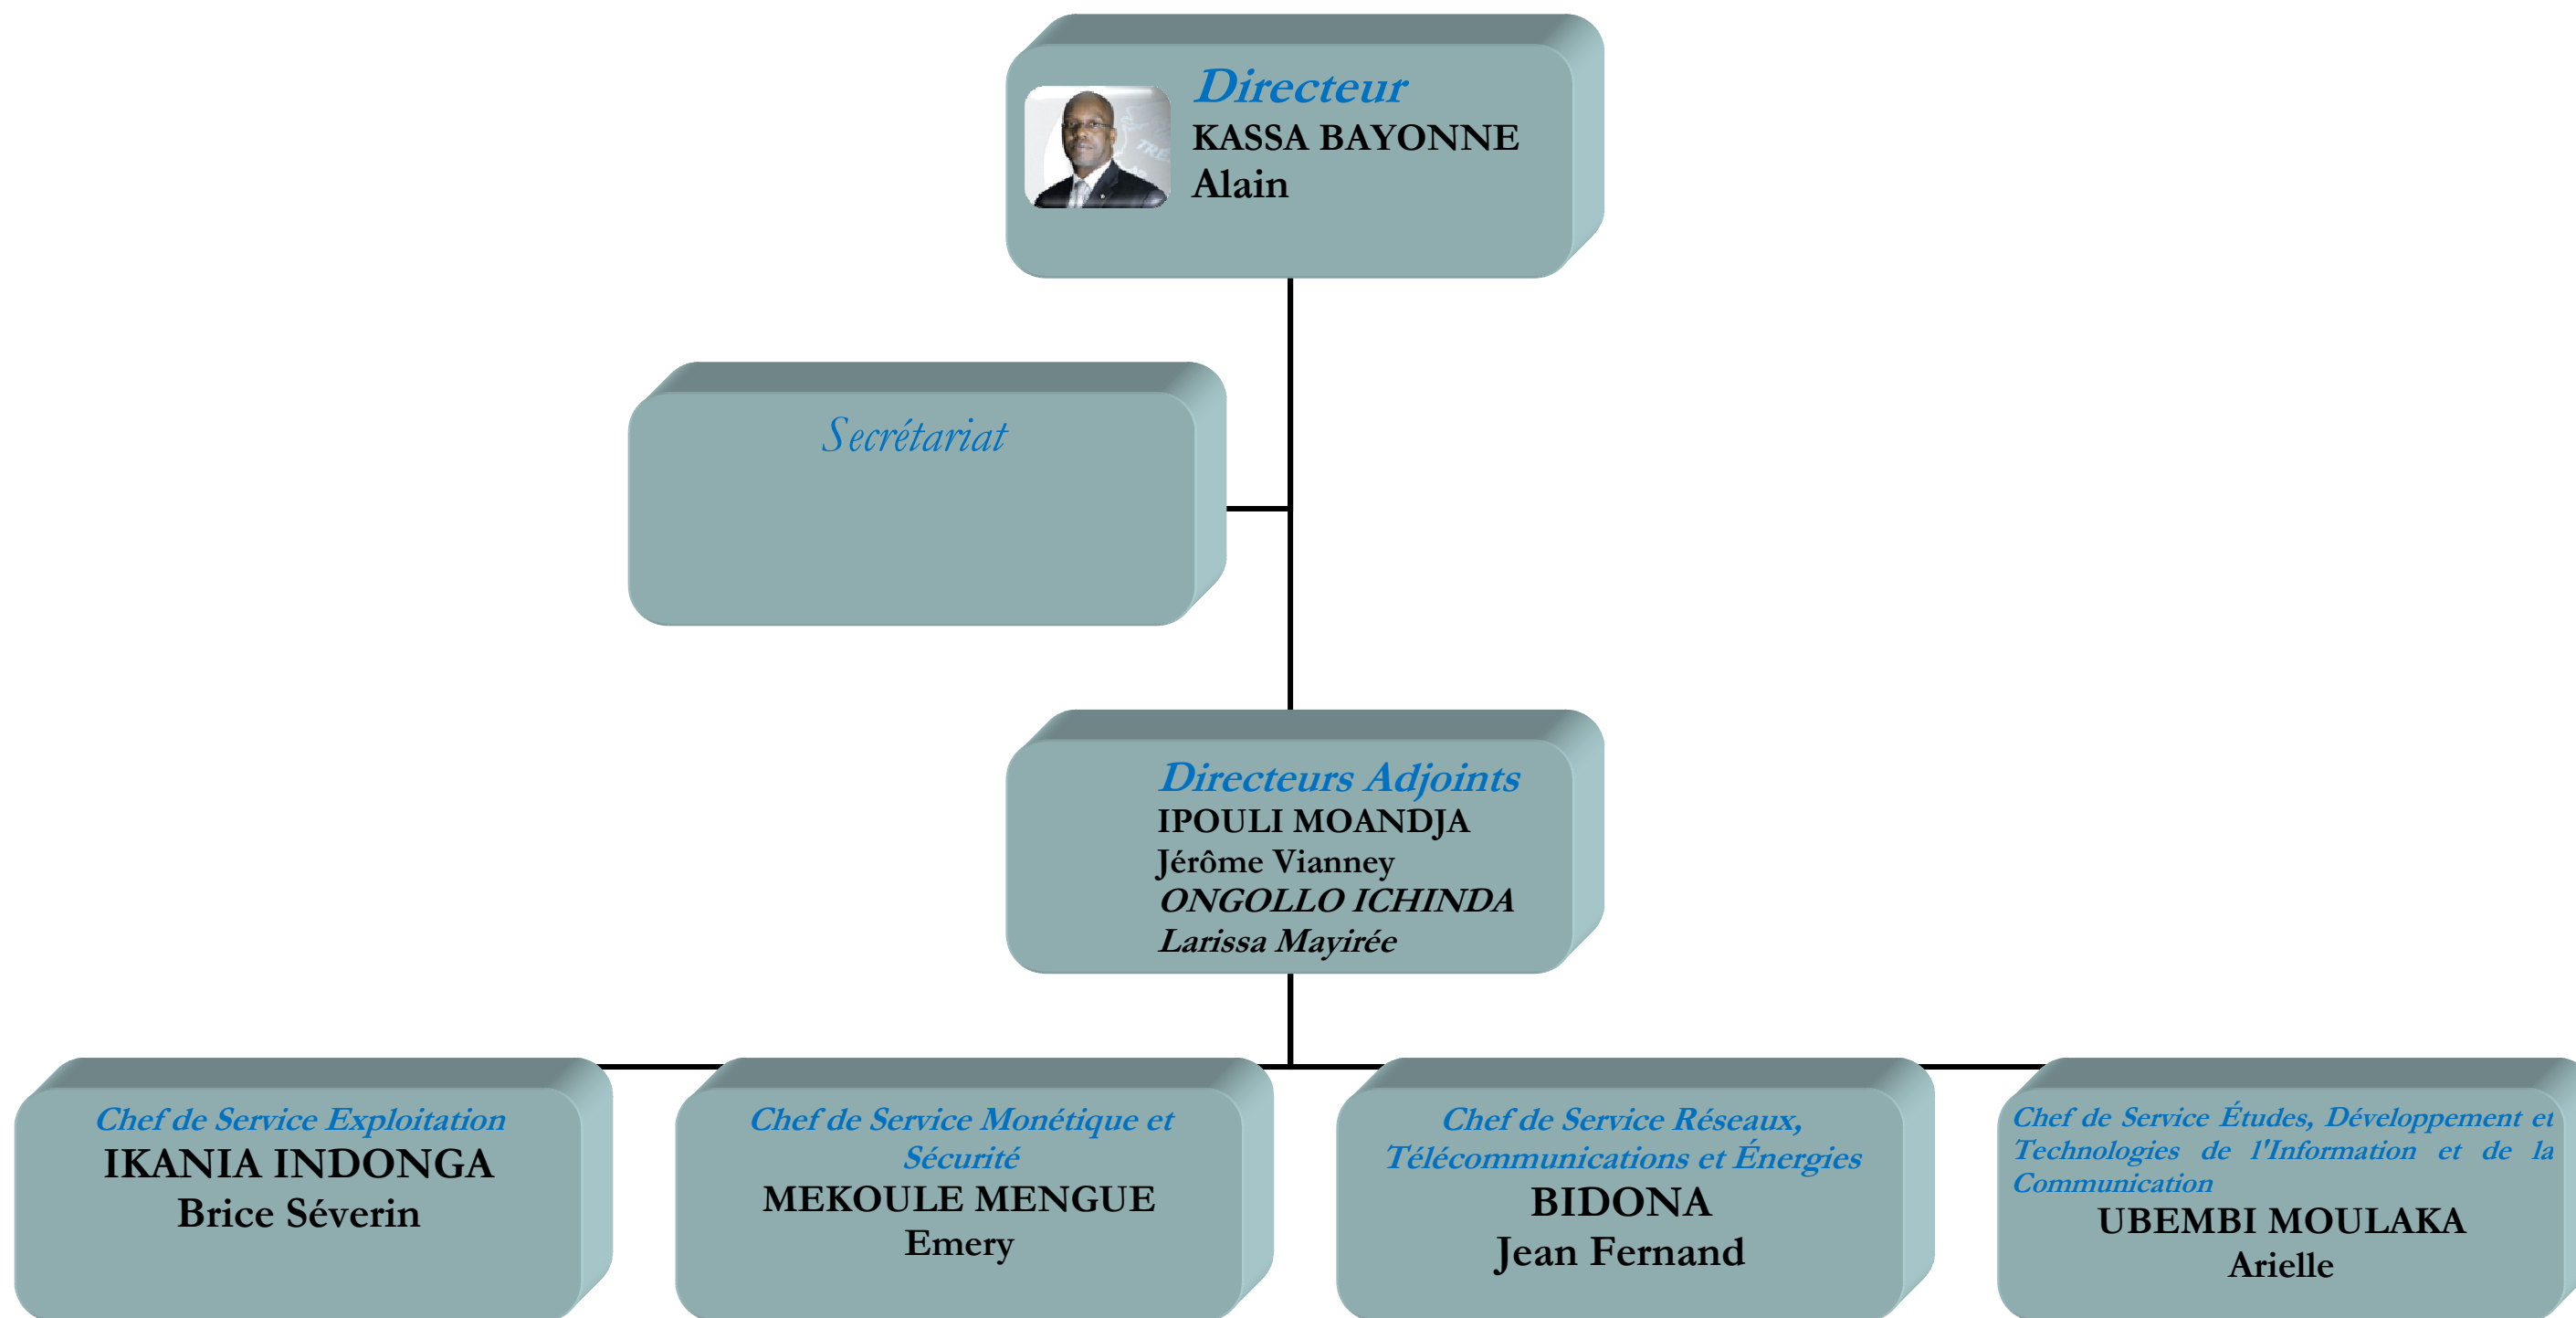 Directeur
KASSA BAYONNE
Alain
Secrétariat
Directeurs Adjoints
IPOULI MOANDJA
Jérôme Vianney
ONGOLLO ICHINDA
Larissa Mayirée
Chef de Service Exploitation
IKANIA INDONGA
Brice Séverin
Chef de Service Monétique et
Sécurité
MEKOULE MENGUE
Emery
Chef de Service Réseaux,
Télécommunications et Énergies
BIDONA
Jean Fernand
Chef de Service Études, Développement et
Technologies de l'Information et de la
Communication
UBEMBI MOULAKA
Arielle